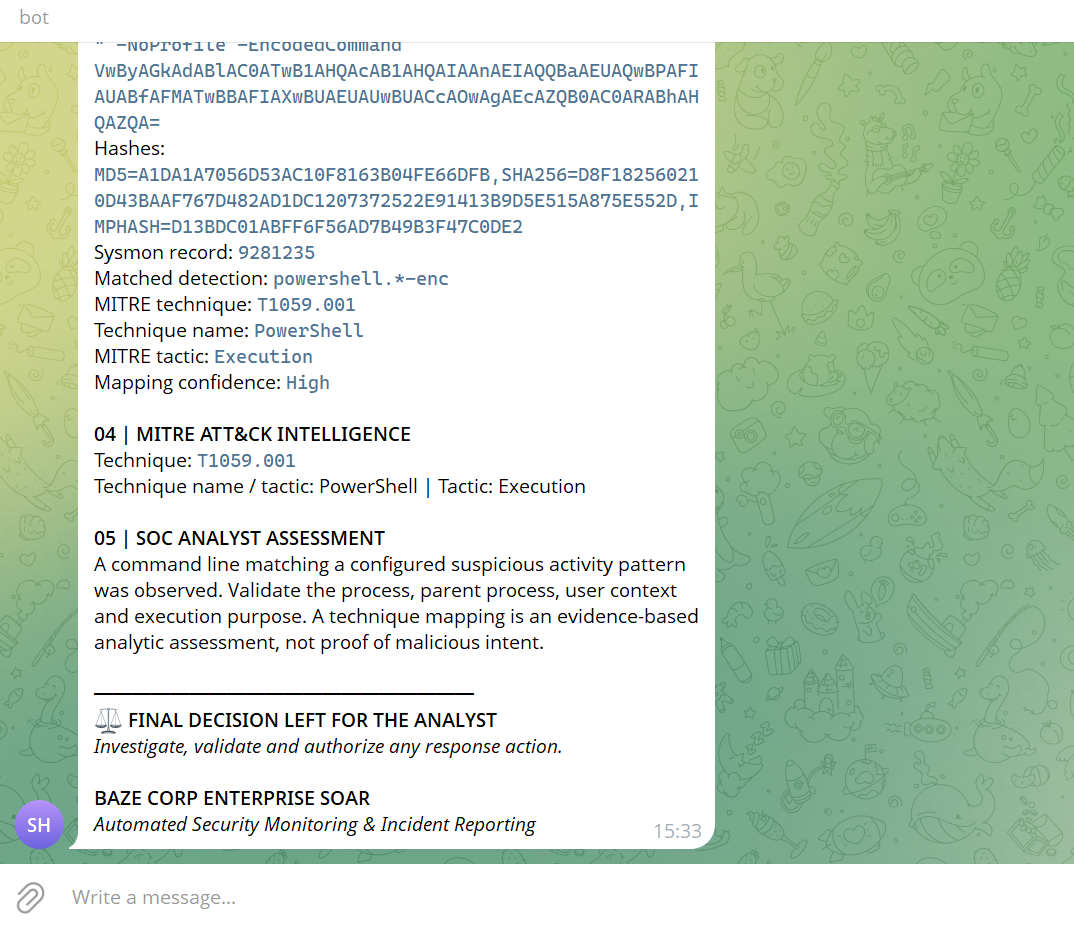 bot
" -NoProfile -EncodedCommand
VwByAGkAdABlAC0ATwB1AHQAcAB1AHQAIAAnAEIAQQBaAEUAQwBPAFI
AUABfAFMATwBBAFIAXwBUAEUAUwBUACcAOwAgAEcAZQB0AC0ARABhAH
QAZQA=
Hashes:
MD5=A1DA1A7056D53AC10F8163B04FE66DFB,SHA256=D8F18256021
0D43BAAF767D482AD1DC1207372522E91413B9D5E515A875E552D,I
MPHASH=D13BDC01ABFF6F56AD7B49B3F47C0DE2
Sysmon record: 9281235
Matched detection: powershell.*-enc
MITRE technique: T1059.001
Technique name: PowerShell
MITRE tactic: Execution
Mapping confidence: High
04 | MITRE ATT&CK INTELLIGENCE
Technique: T1059.001
Technique name / tactic: PowerShell | Tactic: Execution
05 | SOC ANALYST ASSESSMENT
A command line matching a configured suspicious activity pattern
was observed. Validate the process, parent process, user context
and execution purpose. A technique mapping is an evidence-based
analytic assessment, not proof of malicious intent.
⚖️ FINAL DECISION LEFT FOR THE ANALYST
Investigate, validate and authorize any response action.
BAZE CORP ENTERPRISE SOAR
Automated Security Monitoring & Incident Reporting
15:33
SH
Write a message...